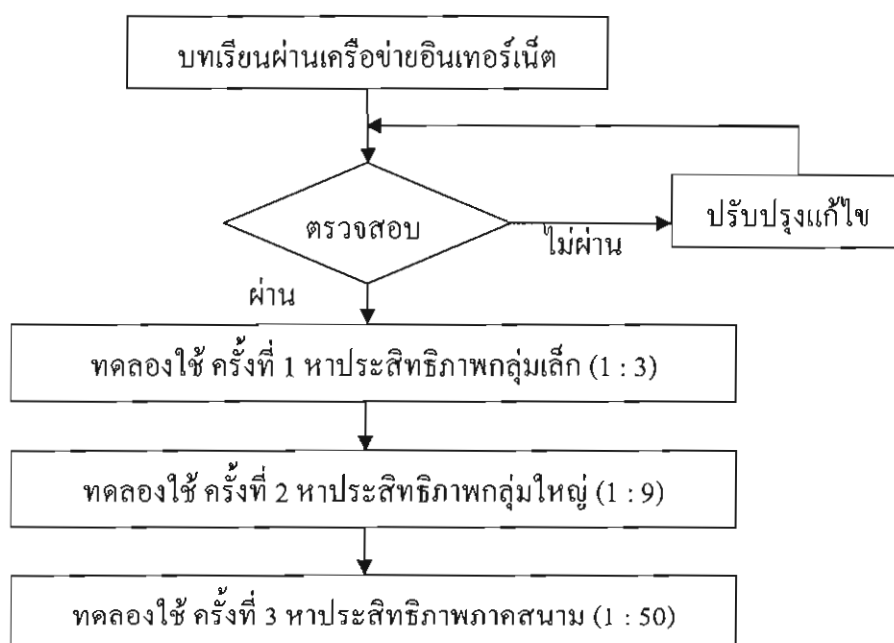 บทเรียนผ่านเครือข่ายอินเทอร์เน็ต
ตรวจสอบ
ไม่ผ่าน
ปรับปรุงแก้ไข
ผ่าน
ทดลองใช้ ครั้งที่ 1 หาประสิทธิภาพกลุ่มเล็ก (1 : 3)
ทดลองใช้ ครั้งที่ 2 หาประสิทธิภาพกลุ่มใหญ่ (1 : 9)
ทดลองใช้ ครั้งที่ 3 หาประสิทธิภาพภาคสนาม (1 : 50)